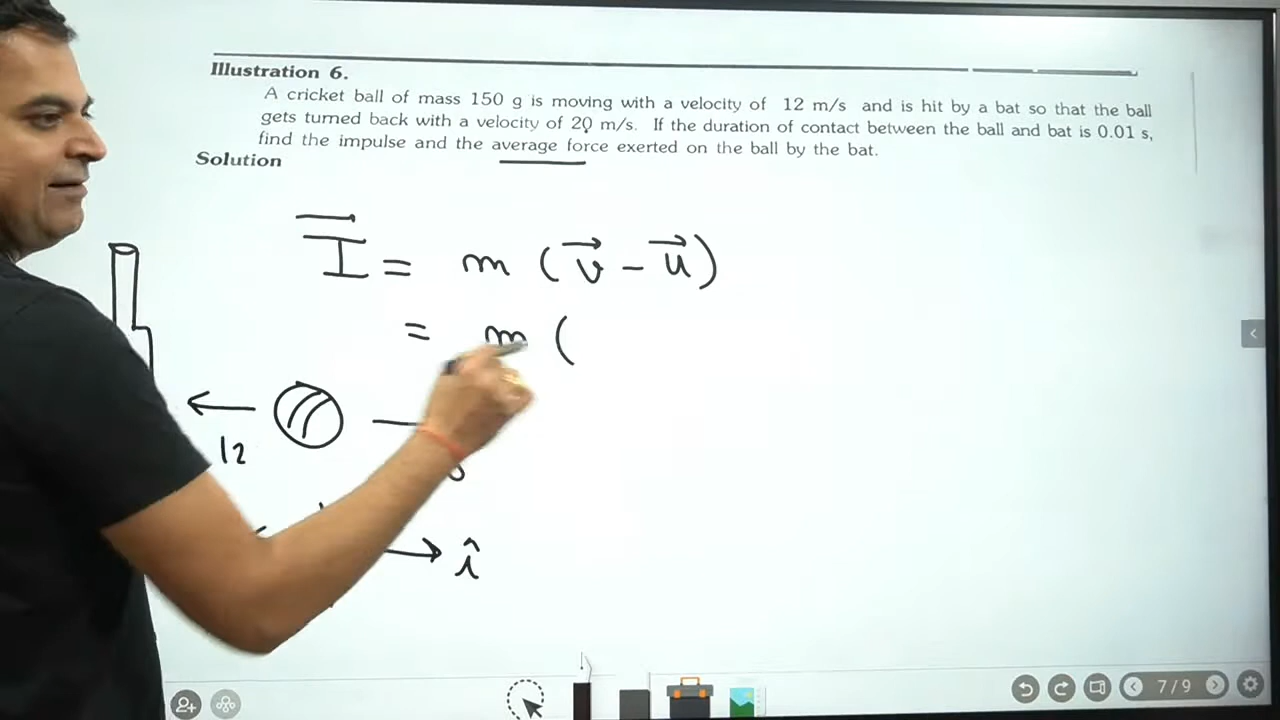 Illustration 6.
A cricket ball of mass 150 g is moving with a velocity of 12 m/s and is hit by a bat so that the ball
gets turned back with a velocity of 20 m/s. If the duration of contact between the ball and bat is 0.01 s,
find the impulse and the average force exerted on the ball by the bat.
Solution
I⃗ = m (v⃗ - u⃗)
= m (
12
î
7/9